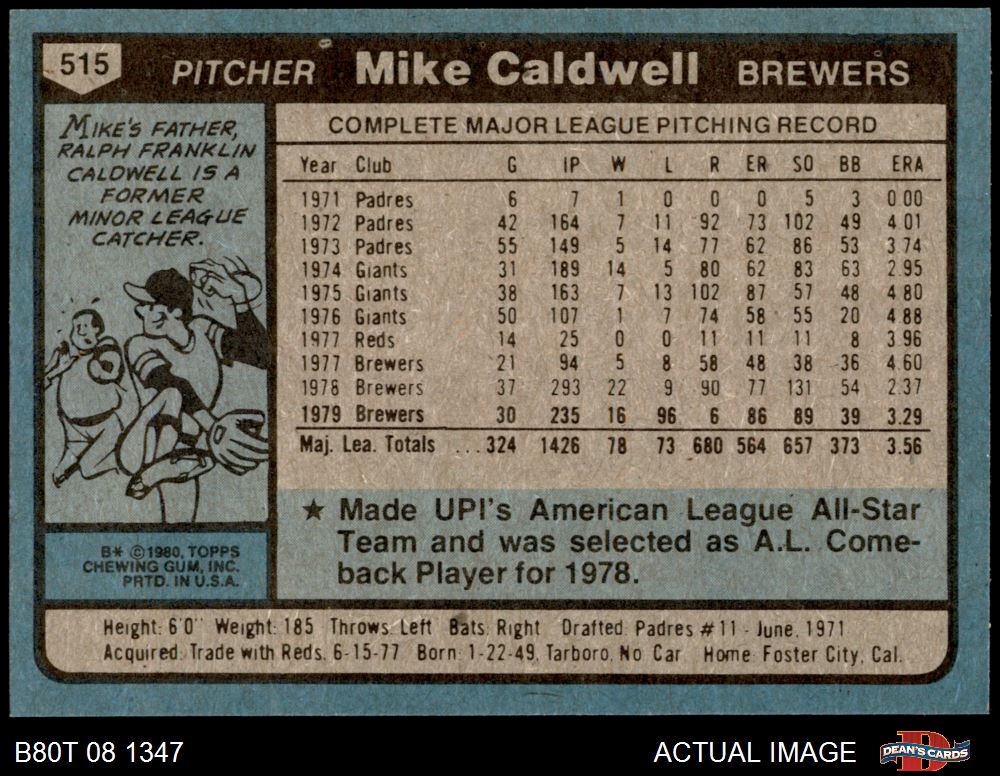 515 PITCHER Mike Caldwell BREWERS
MIKE'S FATHER,
RALPH FRANKLIN
CALDWELL IS A
FORMER
MINOR LEAGUE
CATCHER.
COMPLETE MAJOR LEAGUE PITCHING RECORD
Year Club G IP W L R ER SO BB ERA
1971 Padres 6 7 1 0 0 0 5 3 0.00
1972 Padres 42 164 7 11 92 73 102 49 4.01
1973 Padres 55 149 5 14 77 62 86 53 3.74
1974 Giants 31 189 14 5 80 62 83 63 2.95
1975 Giants 38 163 7 13 102 87 57 48 4.80
1976 Giants 50 107 1 7 74 58 55 20 4.88
1977 Reds 14 25 0 0 11 11 11 8 3.96
1977 Brewers 21 94 5 8 58 48 38 36 4.60
1978 Brewers 37 293 22 9 90 77 131 54 2.37
1979 Brewers 30 235 16 96 6 86 89 39 3.29
Maj. Lea. Totals ...324 1426 78 73 680 564 657 373 3.56
★ Made UPI's American League All-Star
Team and was selected as A.L. Come-
back Player for 1978.
B* ©1980, TOPPS
CHEWING GUM, INC.
PRTD. IN U.S.A.
Height: 6'0" Weight: 185 Throws: Left Bats: Right Drafted: Padres #11 - June, 1971
Acquired: Trade with Reds, 6-15-77 Born: 1-22-49, Tarboro, No Car Home: Foster City, Cal.
B80T 08 1347 ACTUAL IMAGE DEAN'S CARDS